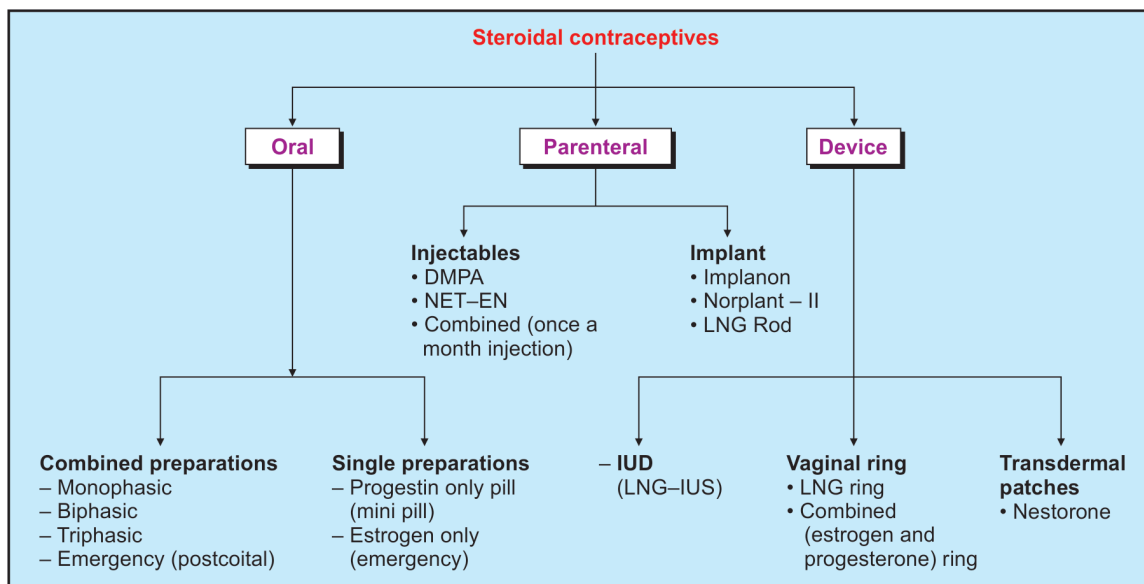 Steroidal contraceptives
Oral
Parenteral
Device
Injectables
• DMPA
• NET–EN
• Combined (once a
month injection)
Implant
• Implanon
• Norplant – II
• LNG Rod
Combined preparations
– Monophasic
– Biphasic
– Triphasic
– Emergency (postcoital)
Single preparations
– Progestin only pill
(mini pill)
– Estrogen only
(emergency)
– IUD
(LNG–IUS)
Vaginal ring
• LNG ring
• Combined
(estrogen and
progesterone) ring
Transdermal
patches
• Nestorone